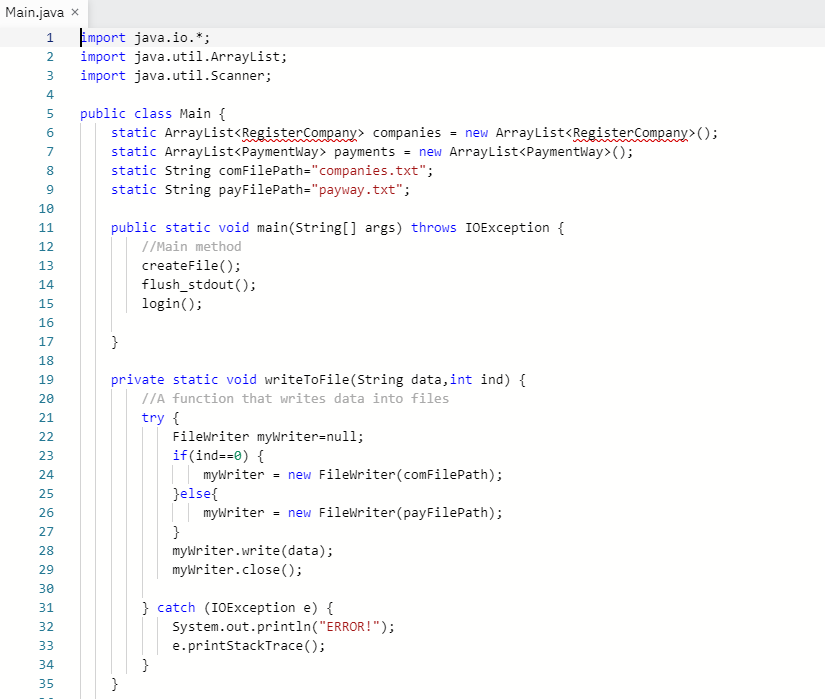 Main.java ×
1 import java.io.*;
2 import java.util.ArrayList;
3 import java.util.Scanner;
4
5 public class Main {
6     static ArrayList<RegisterCompany> companies = new ArrayList<RegisterCompany>();
7     static ArrayList<PaymentWay> payments = new ArrayList<PaymentWay>();
8     static String comFilePath="companies.txt";
9     static String payFilePath="payway.txt";
10
11     public static void main(String[] args) throws IOException {
12         //Main method
13         createFile();
14         flush_stdout();
15         login();
16
17     }
18
19     private static void writeToFile(String data,int ind) {
20         //A function that writes data into files
21         try {
22             FileWriter myWriter=null;
23             if(ind==0) {
24                 myWriter = new FileWriter(comFilePath);
25             }else{
26                 myWriter = new FileWriter(payFilePath);
27             }
28             myWriter.write(data);
29             myWriter.close();
30
31         } catch (IOException e) {
32             System.out.println("ERROR!");
33             e.printStackTrace();
34         }
35     }